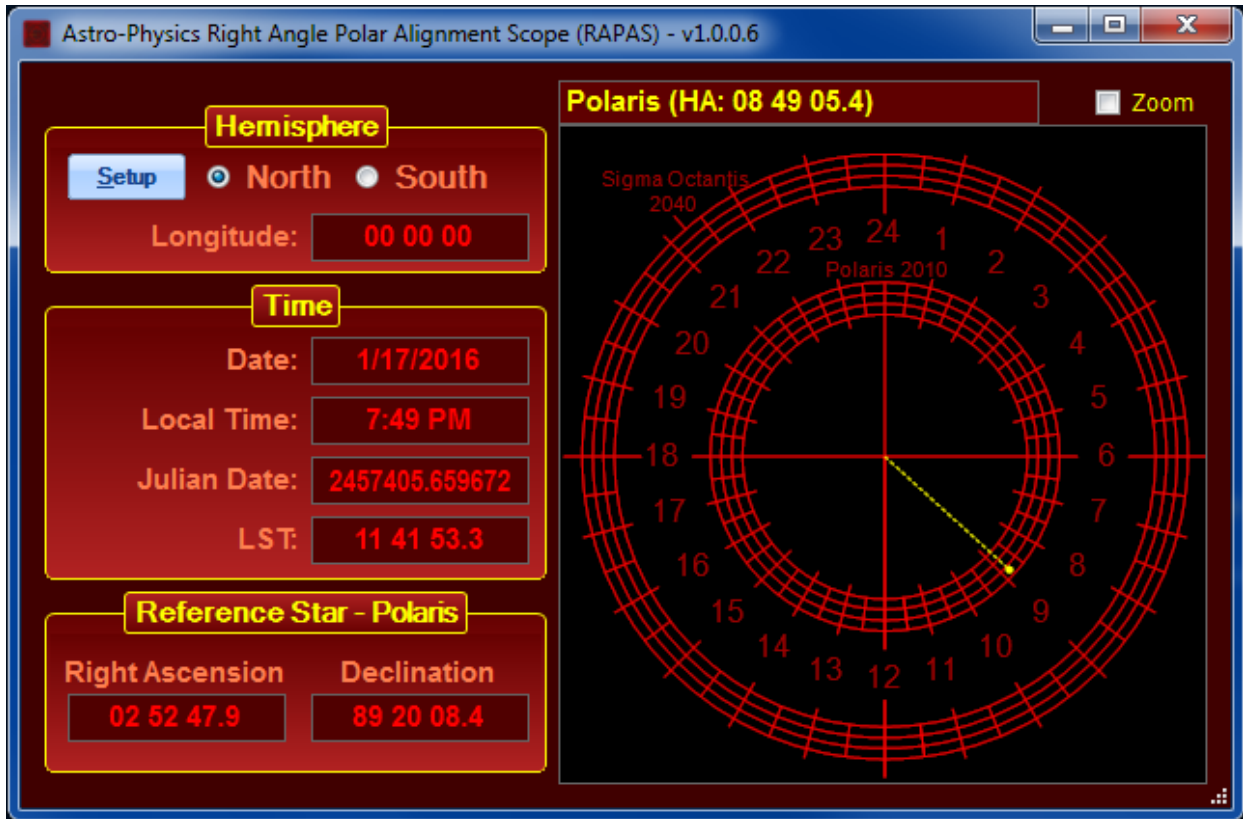 Astro-Physics Right Angle Polar Alignment Scope (RAPAS) - v1.0.0.6
Hemisphere
Setup North South
Longitude: 00 00 00
Time
Date: 1/17/2016
Local Time: 7:49 PM
Julian Date: 2457405.659672
LST: 11 41 53.3
Reference Star - Polaris
Right Ascension Declination
02 52 47.9 89 20 08.4
Polaris (HA: 08 49 05.4) Zoom
Sigma Octantis
2040
Polaris 2010
24
1
2
3
4
5
6
7
8
9
10
11
12
13
14
15
16
17
18
19
20
21
22
23